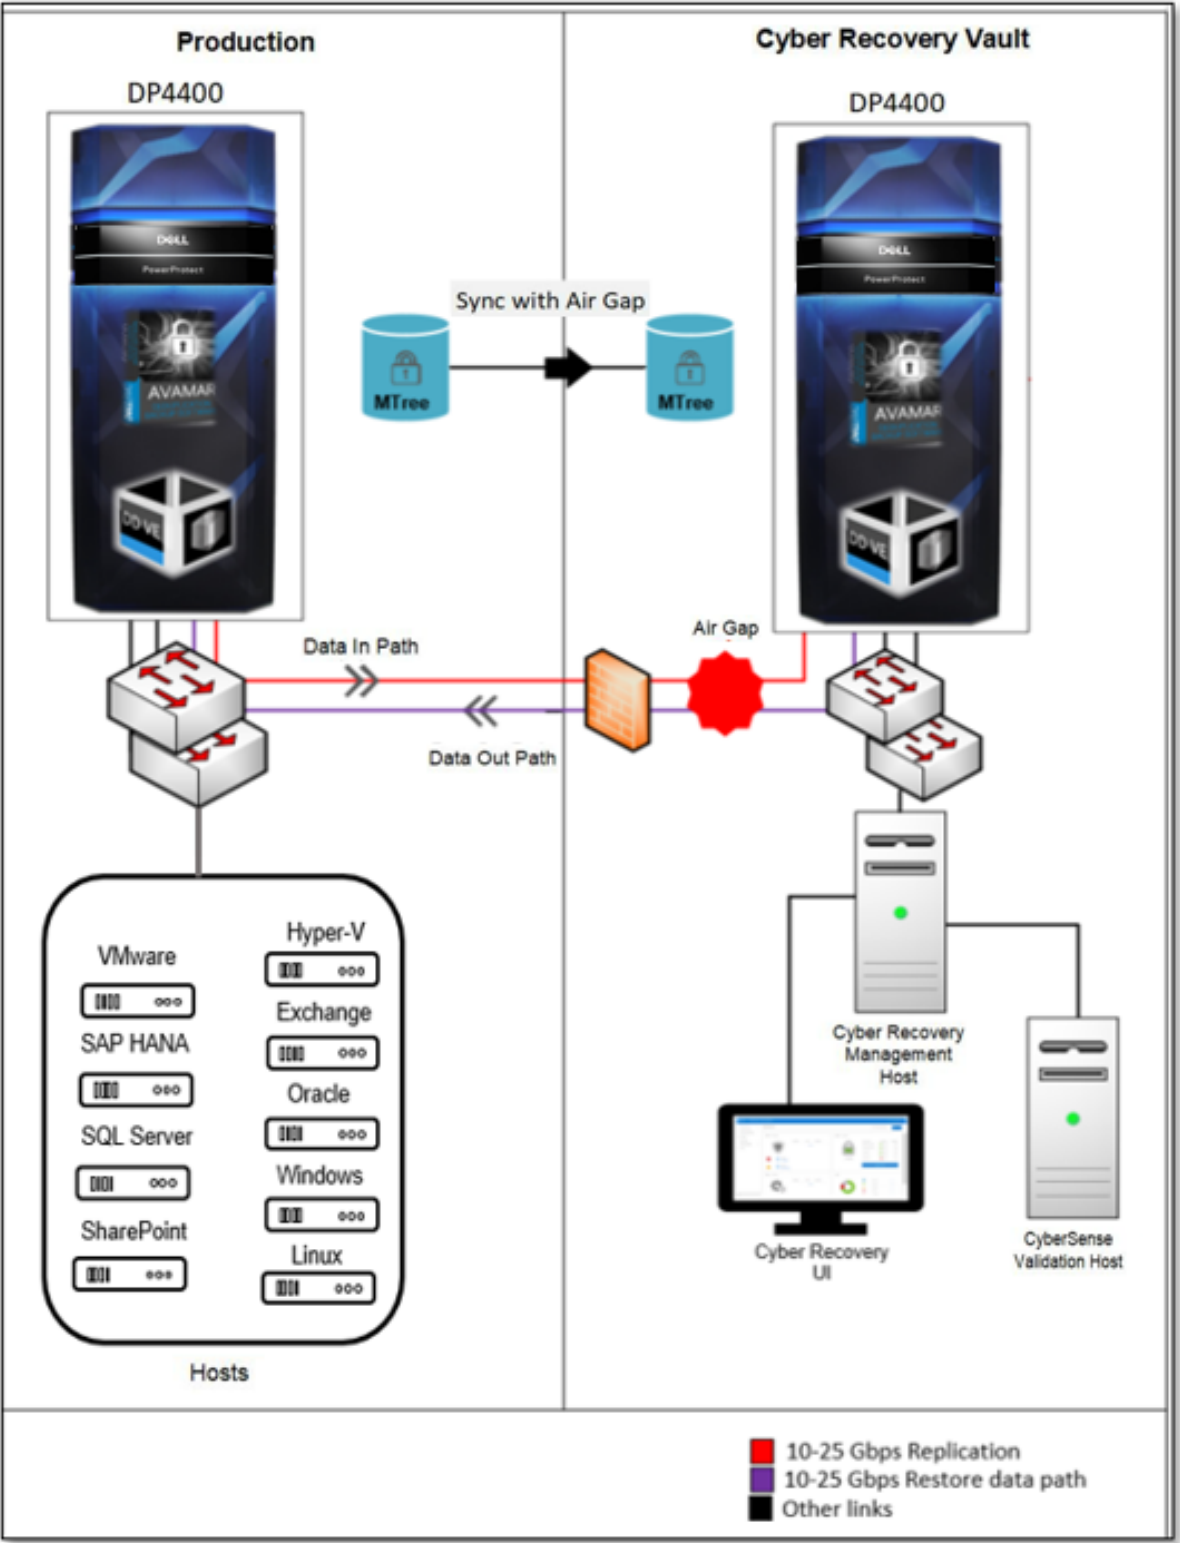 Production
DP4400
DELL
PowerProtect
AVAMAR
DD-VE
Cyber Recovery Vault
DP4400
DELL
PowerProtect
AVAMAR
DD-VE
Sync with Air Gap
MTree
MTree
Data In Path
Air Gap
Data Out Path
VMware
SAP HANA
SQL Server
SharePoint
Hyper-V
Exchange
Oracle
Windows
Linux
Hosts
Cyber Recovery
Management
Host
Cyber Recovery
UI
CyberSense
Validation Host
10-25 Gbps Replication
10-25 Gbps Restore data path
Other links